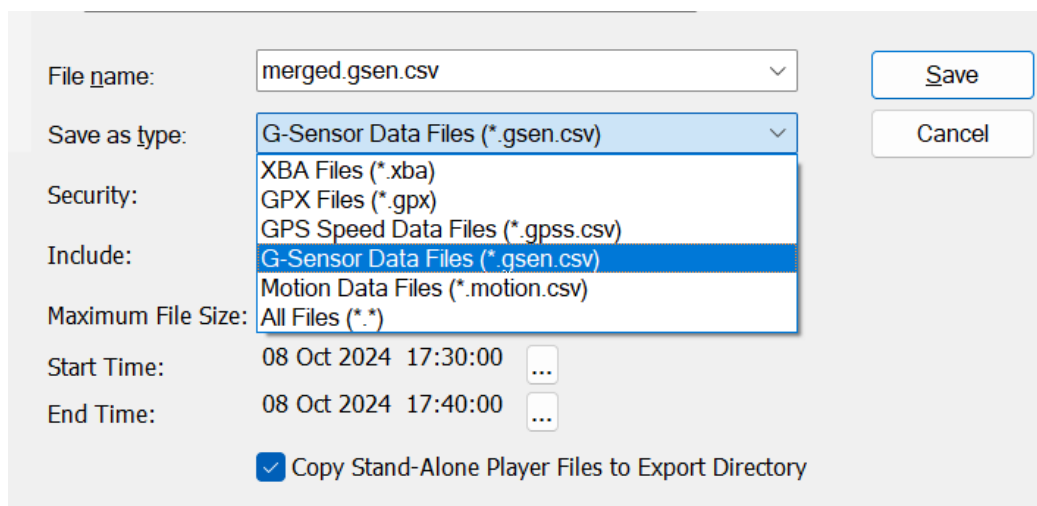 File name: merged.gsen.csv Save
Save as type: G-Sensor Data Files (*.gsen.csv) Cancel
XBA Files (*.xba)
Security: GPX Files (*.gpx)
GPS Speed Data Files (*.gpss.csv)
Include: G-Sensor Data Files (*.gsen.csv)
Motion Data Files (*.motion.csv)
Maximum File Size: All Files (*.*)
Start Time: 08 Oct 2024 17:30:00 ...
End Time: 08 Oct 2024 17:40:00 ...
Copy Stand-Alone Player Files to Export Directory